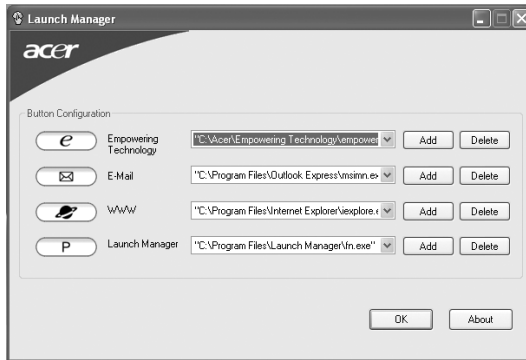 Launch Manager
acer
Button Configuration
e Empowering Technology "C:\Acer\Empowering Technology\empower Add Delete
E-Mail "C:\Program Files\Outlook Express\msimn.ex Add Delete
WWW "C:\Program Files\Internet Explorer\iexplore.e Add Delete
P Launch Manager "C:\Program Files\Launch Manager\fn.exe" Add Delete
OK About